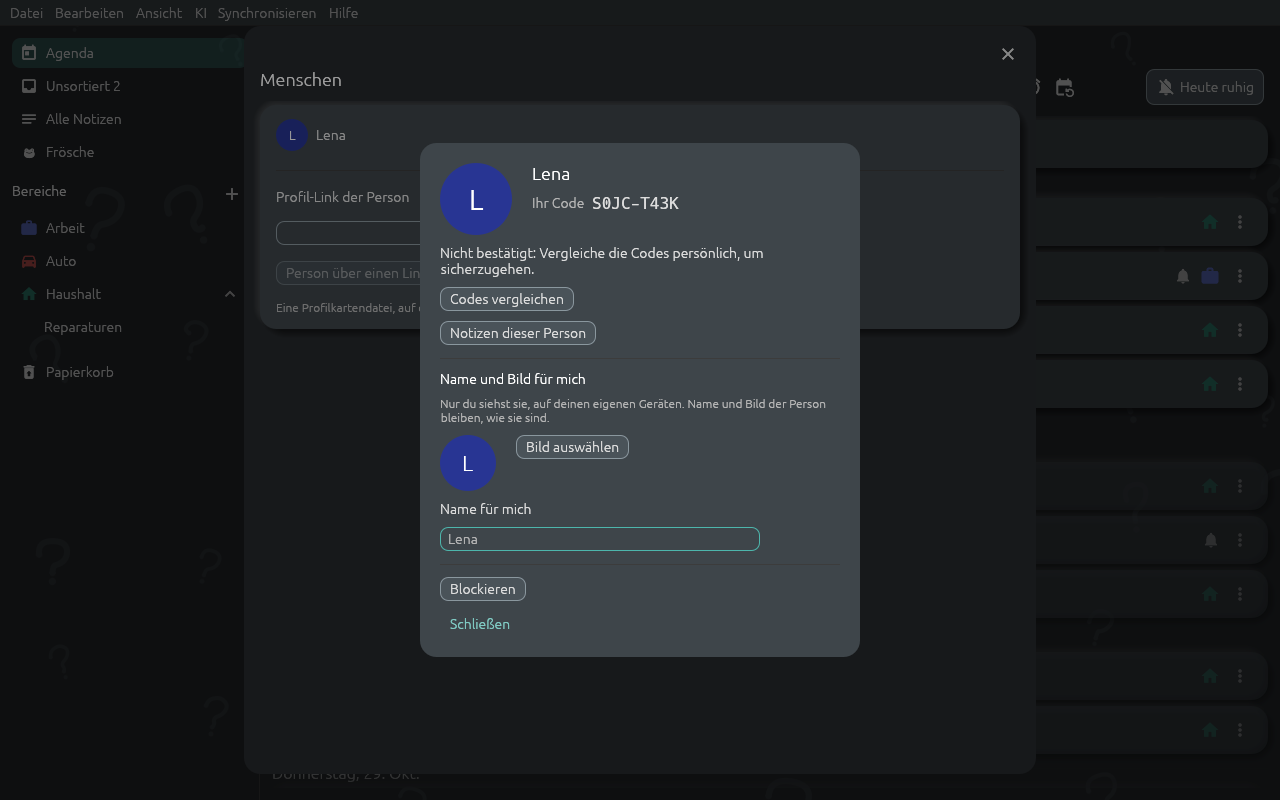 Datei Bearbeiten Ansicht KI Synchronisieren Hilfe
Agenda
Unsortiert 2
Alle Notizen
Frösche
Bereiche
Arbeit
Auto
Haushalt
Reparaturen
Papierkorb
Heute ruhig
Menschen
L Lena
Profil-Link der Person
Person über einen Lin
Eine Profilkartendatei, auf
L
Lena
Ihr Code S0JC-T43K
Nicht bestätigt: Vergleiche die Codes persönlich, um
sicherzugehen.
Codes vergleichen
Notizen dieser Person
Name und Bild für mich
Nur du siehst sie, auf deinen eigenen Geräten. Name und Bild der Person
bleiben, wie sie sind.
L
Bild auswählen
Name für mich
Lena
Blockieren
Schließen
Donnerstag, 29. Okt.